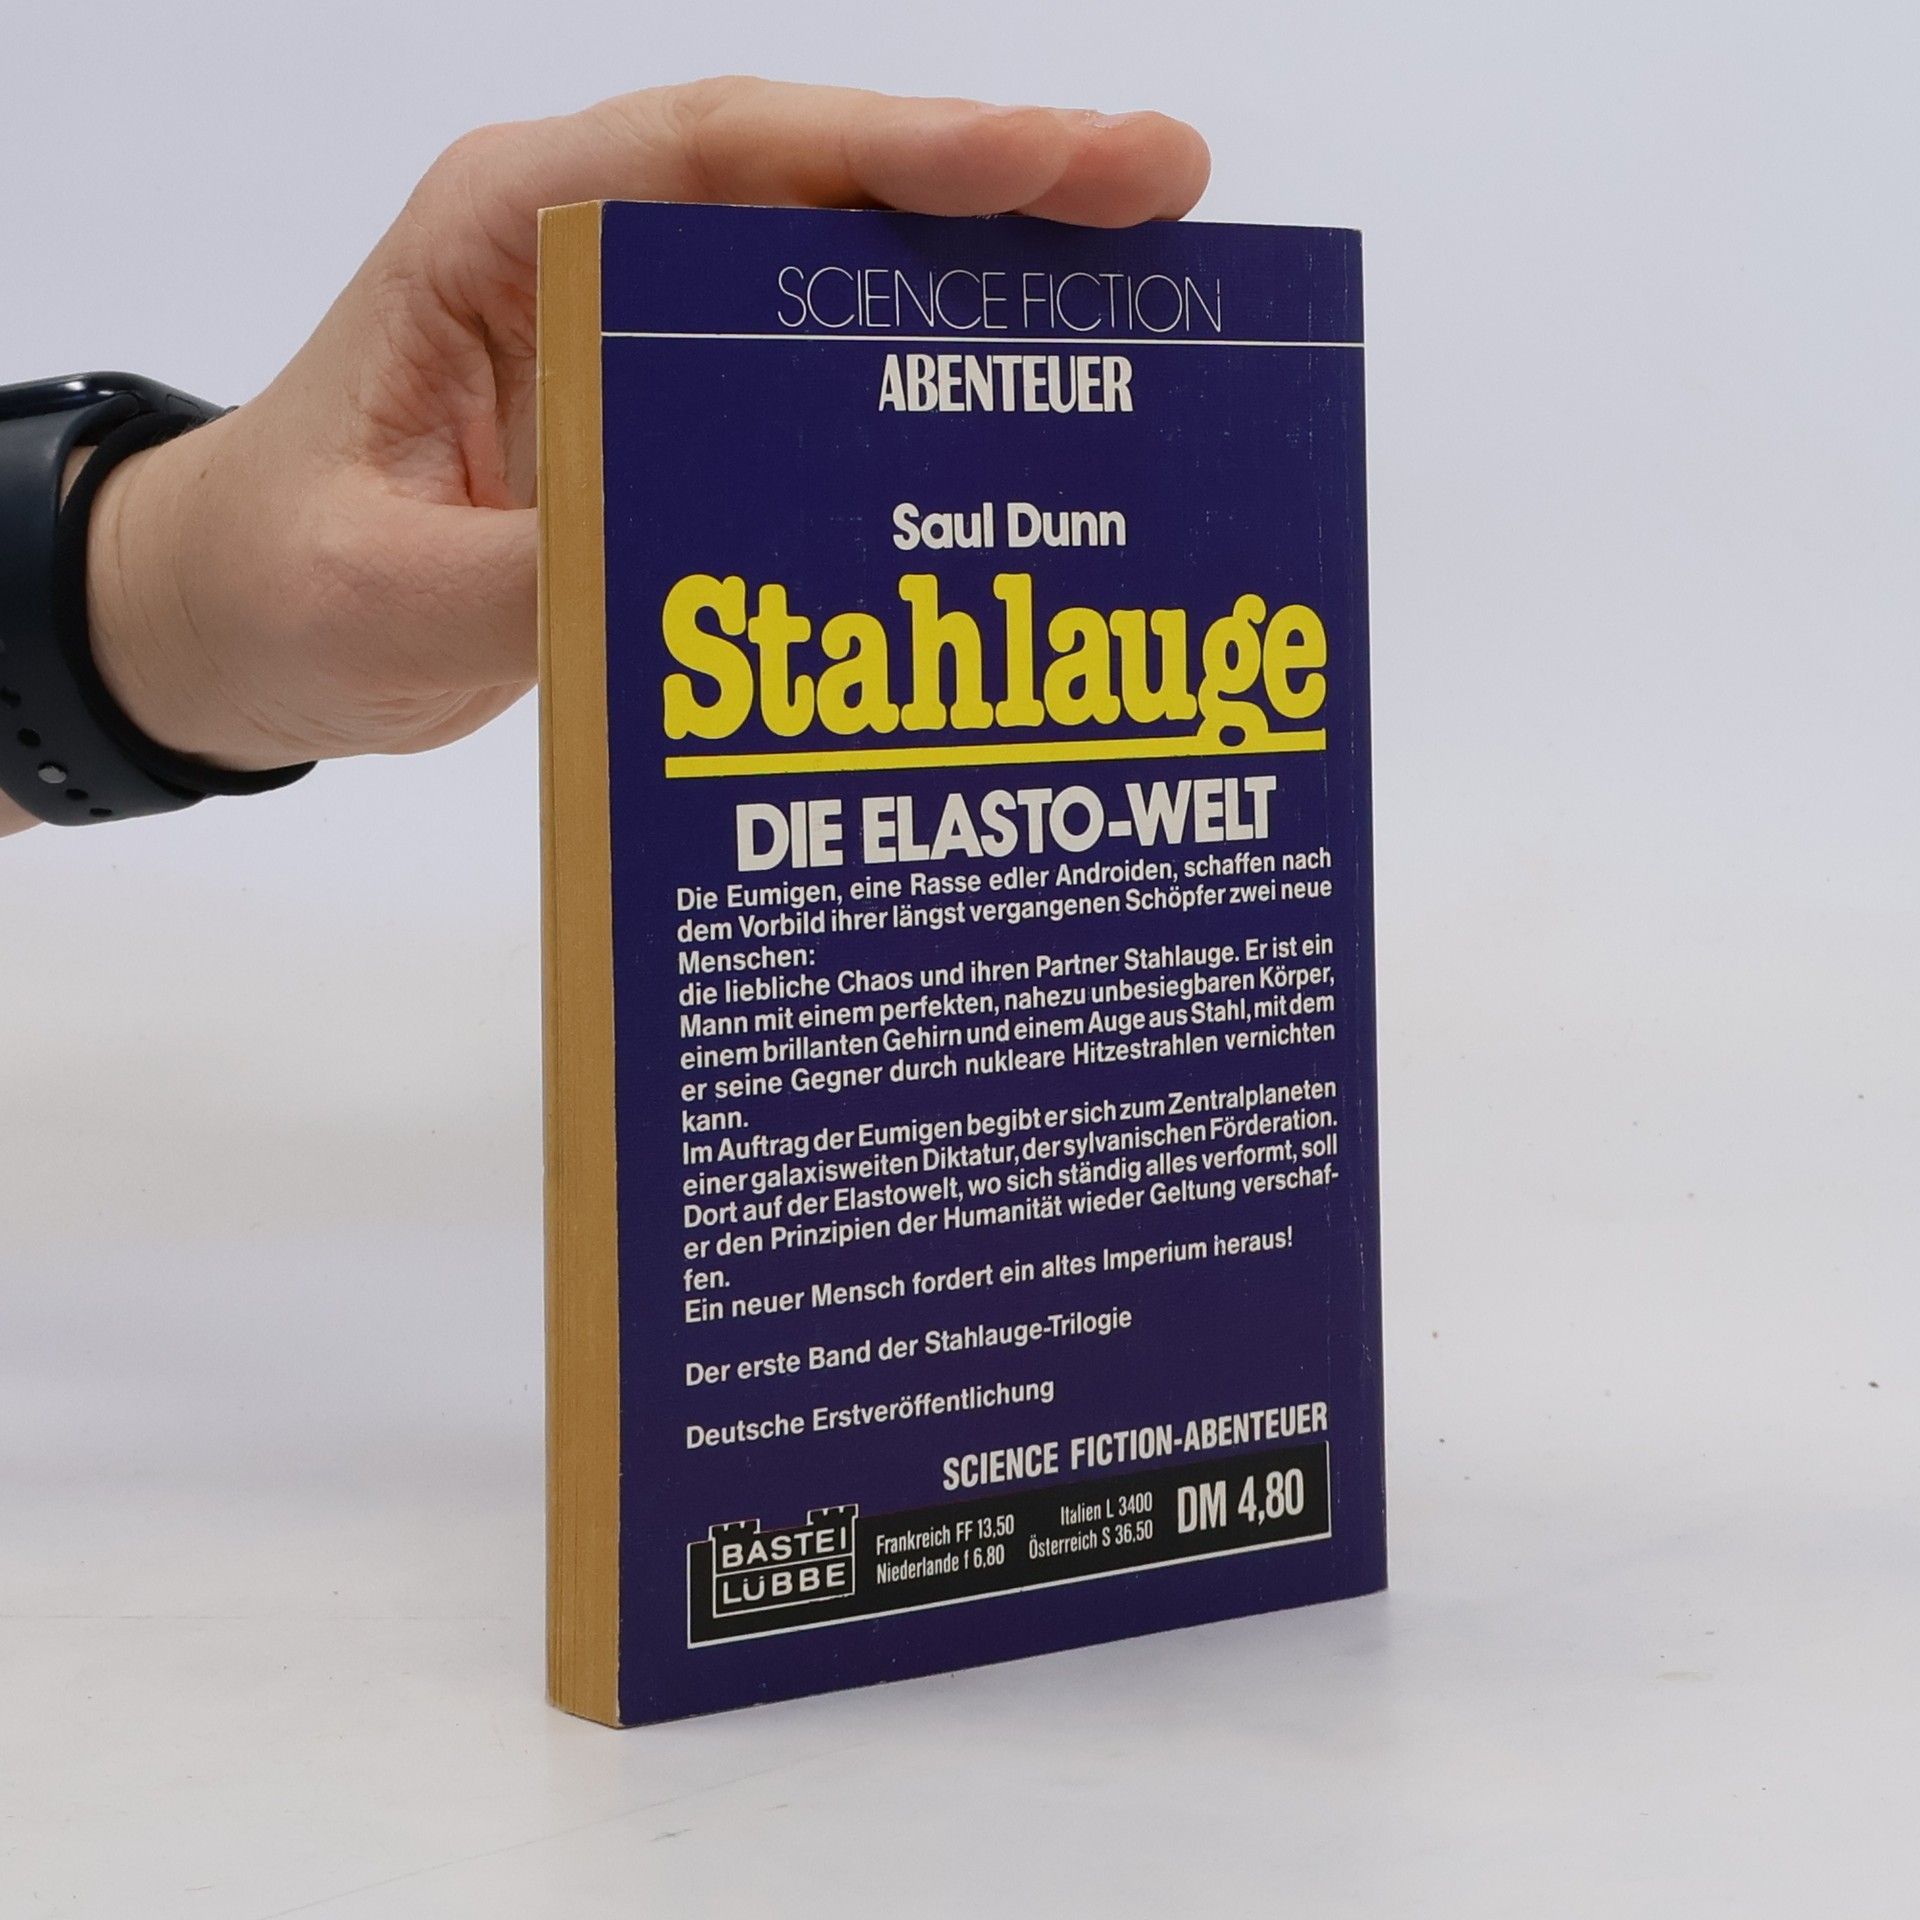 SCIENCE FICTION
ABENTEUER
Saul Dunn
Stahlauge
DIE ELASTO-WELT
Die Eumigen, eine Rasse edler Androiden, schaffen nach
dem Vorbild ihrer längst vergangenen Schöpfer zwei neue
Menschen:
die liebliche Chaos und ihren Partner Stahlauge. Er ist ein
Mann mit einem perfekten, nahezu unbesiegbaren Körper,
einem brillanten Gehirn und einem Auge aus Stahl, mit dem
er seine Gegner durch nukleare Hitzestrahlen vernichten
kann.
Im Auftrag der Eumigen begibt er sich zum Zentralplaneten
einer galaxisweiten Diktatur, der sylvanischen Förderation.
Dort auf der Elastowelt, wo sich ständig alles verformt, soll
er den Prinzipien der Humanität wieder Geltung verschaf-
fen.
Ein neuer Mensch fordert ein altes Imperium heraus!
Der erste Band der Stahlauge-Trilogie
Deutsche Erstveröffentlichung
SCIENCE FICTION-ABENTEUER
BASTEI
LÜBBE
Frankreich FF 13,50
Niederlande f 6,80
Italien L 3400
Österreich S 36,50
DM 4,80